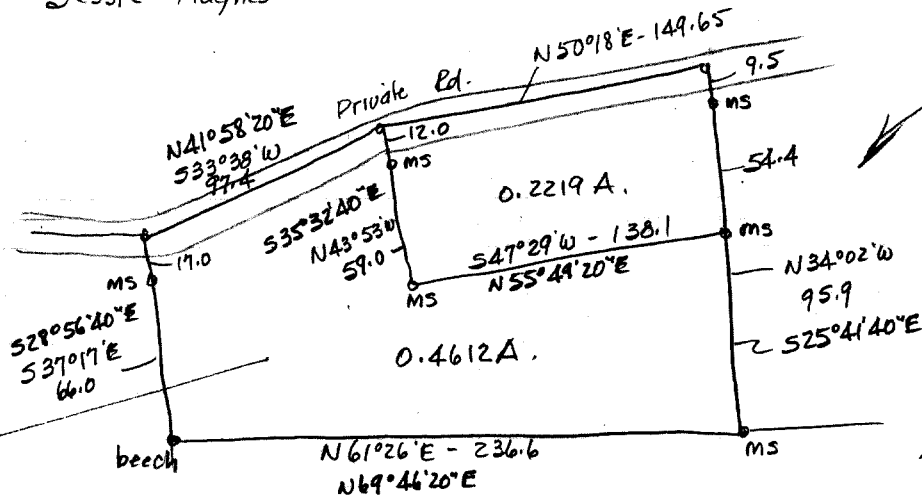 Jessie Haynes
N50°18'E - 149.65
Private Rd.
9.5
ms
N41°58'20"E
S33°38'W
97.4
12.0
ms
54.4
0.2219 A.
S35°32'40"E
N43°53'W
59.0
S47°29'W - 138.1
N55°49'20"E
17.0
ms
ms
N34°02'W
95.9
S25°41'40"E
S28°56'40"E
S37°17'E
66.0
0.4612 A.
beech
N61°26'E - 236.6
N69°46'20"E
ms